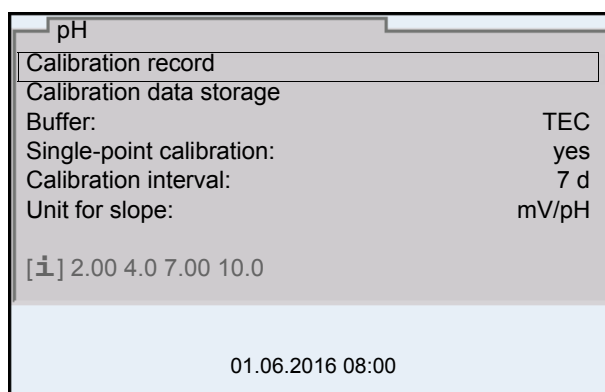 pH
Calibration record
Calibration data storage
Buffer: TEC
Single-point calibration: yes
Calibration interval: 7 d
Unit for slope: mV/pH
[i] 2.00 4.0 7.00 10.0
01.06.2016 08:00